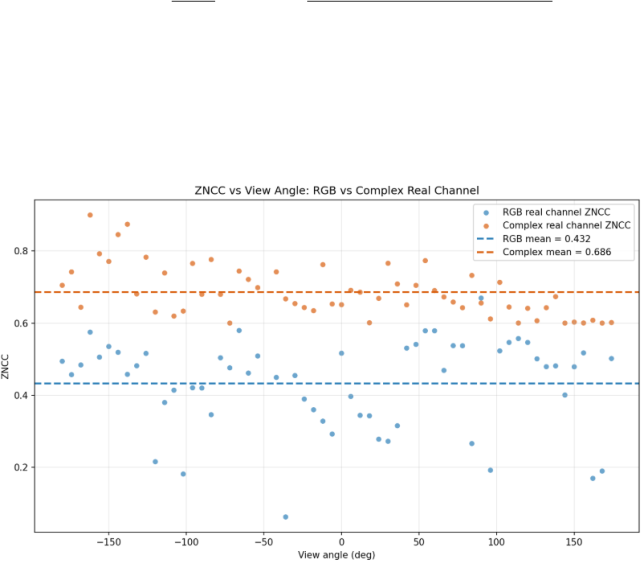 ZNCC vs View Angle: RGB vs Complex Real Channel
RGB real channel ZNCC
Complex real channel ZNCC
RGB mean = 0.432
Complex mean = 0.686
ZNCC
0.8
0.6
0.4
0.2
−150
−100
−50
0
50
100
150
View angle (deg)